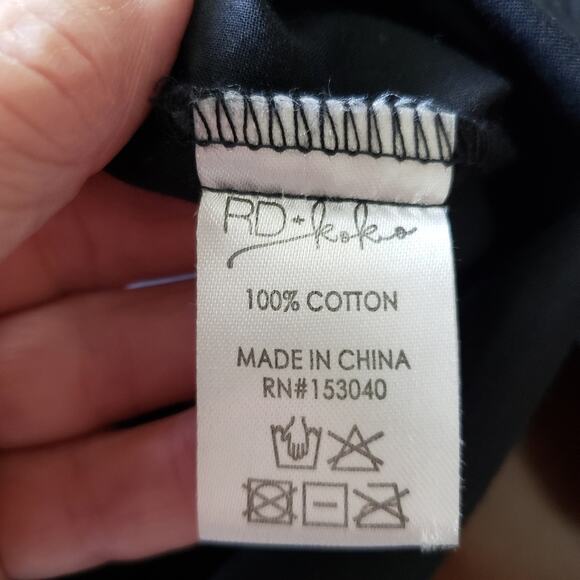 RD+koko
100% COTTON
MADE IN CHINA
RN#153040